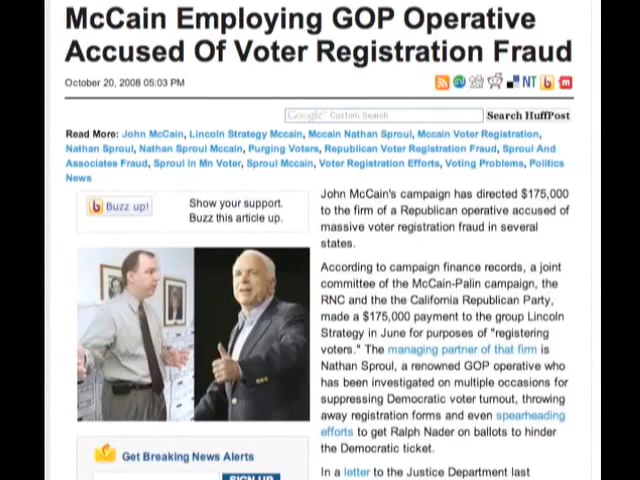 McCain Employing GOP Operative
Accused Of Voter Registration Fraud
October 20, 2008 05:03 PM
NT
Google Custom Search
Search HuffPost
Read More: John McCain, Lincoln Strategy Mccain, Mccain Nathan Sproul, Mccain Voter Registration,
Nathan Sproul, Nathan Sproul Mccain, Purging Voters, Republican Voter Registration Fraud, Sproul And
Associates Fraud, Sproul In Mn Voter, Sproul Mccain, Voter Registration Efforts, Voting Problems, Politics
News
b Buzz up!
Show your support.
Buzz this article up.
John McCain's campaign has directed $175,000
to the firm of a Republican operative accused of
massive voter registration fraud in several
states.
According to campaign finance records, a joint
committee of the McCain-Palin campaign, the
RNC and the the California Republican Party,
made a $175,000 payment to the group Lincoln
Strategy in June for purposes of "registering
voters." The managing partner of that firm is
Nathan Sproul, a renowned GOP operative who
has been investigated on multiple occasions for
suppressing Democratic voter turnout, throwing
away registration forms and even spearheading
efforts to get Ralph Nader on ballots to hinder
the Democratic ticket.
In a letter to the Justice Department last
Get Breaking News Alerts
SIGN UP